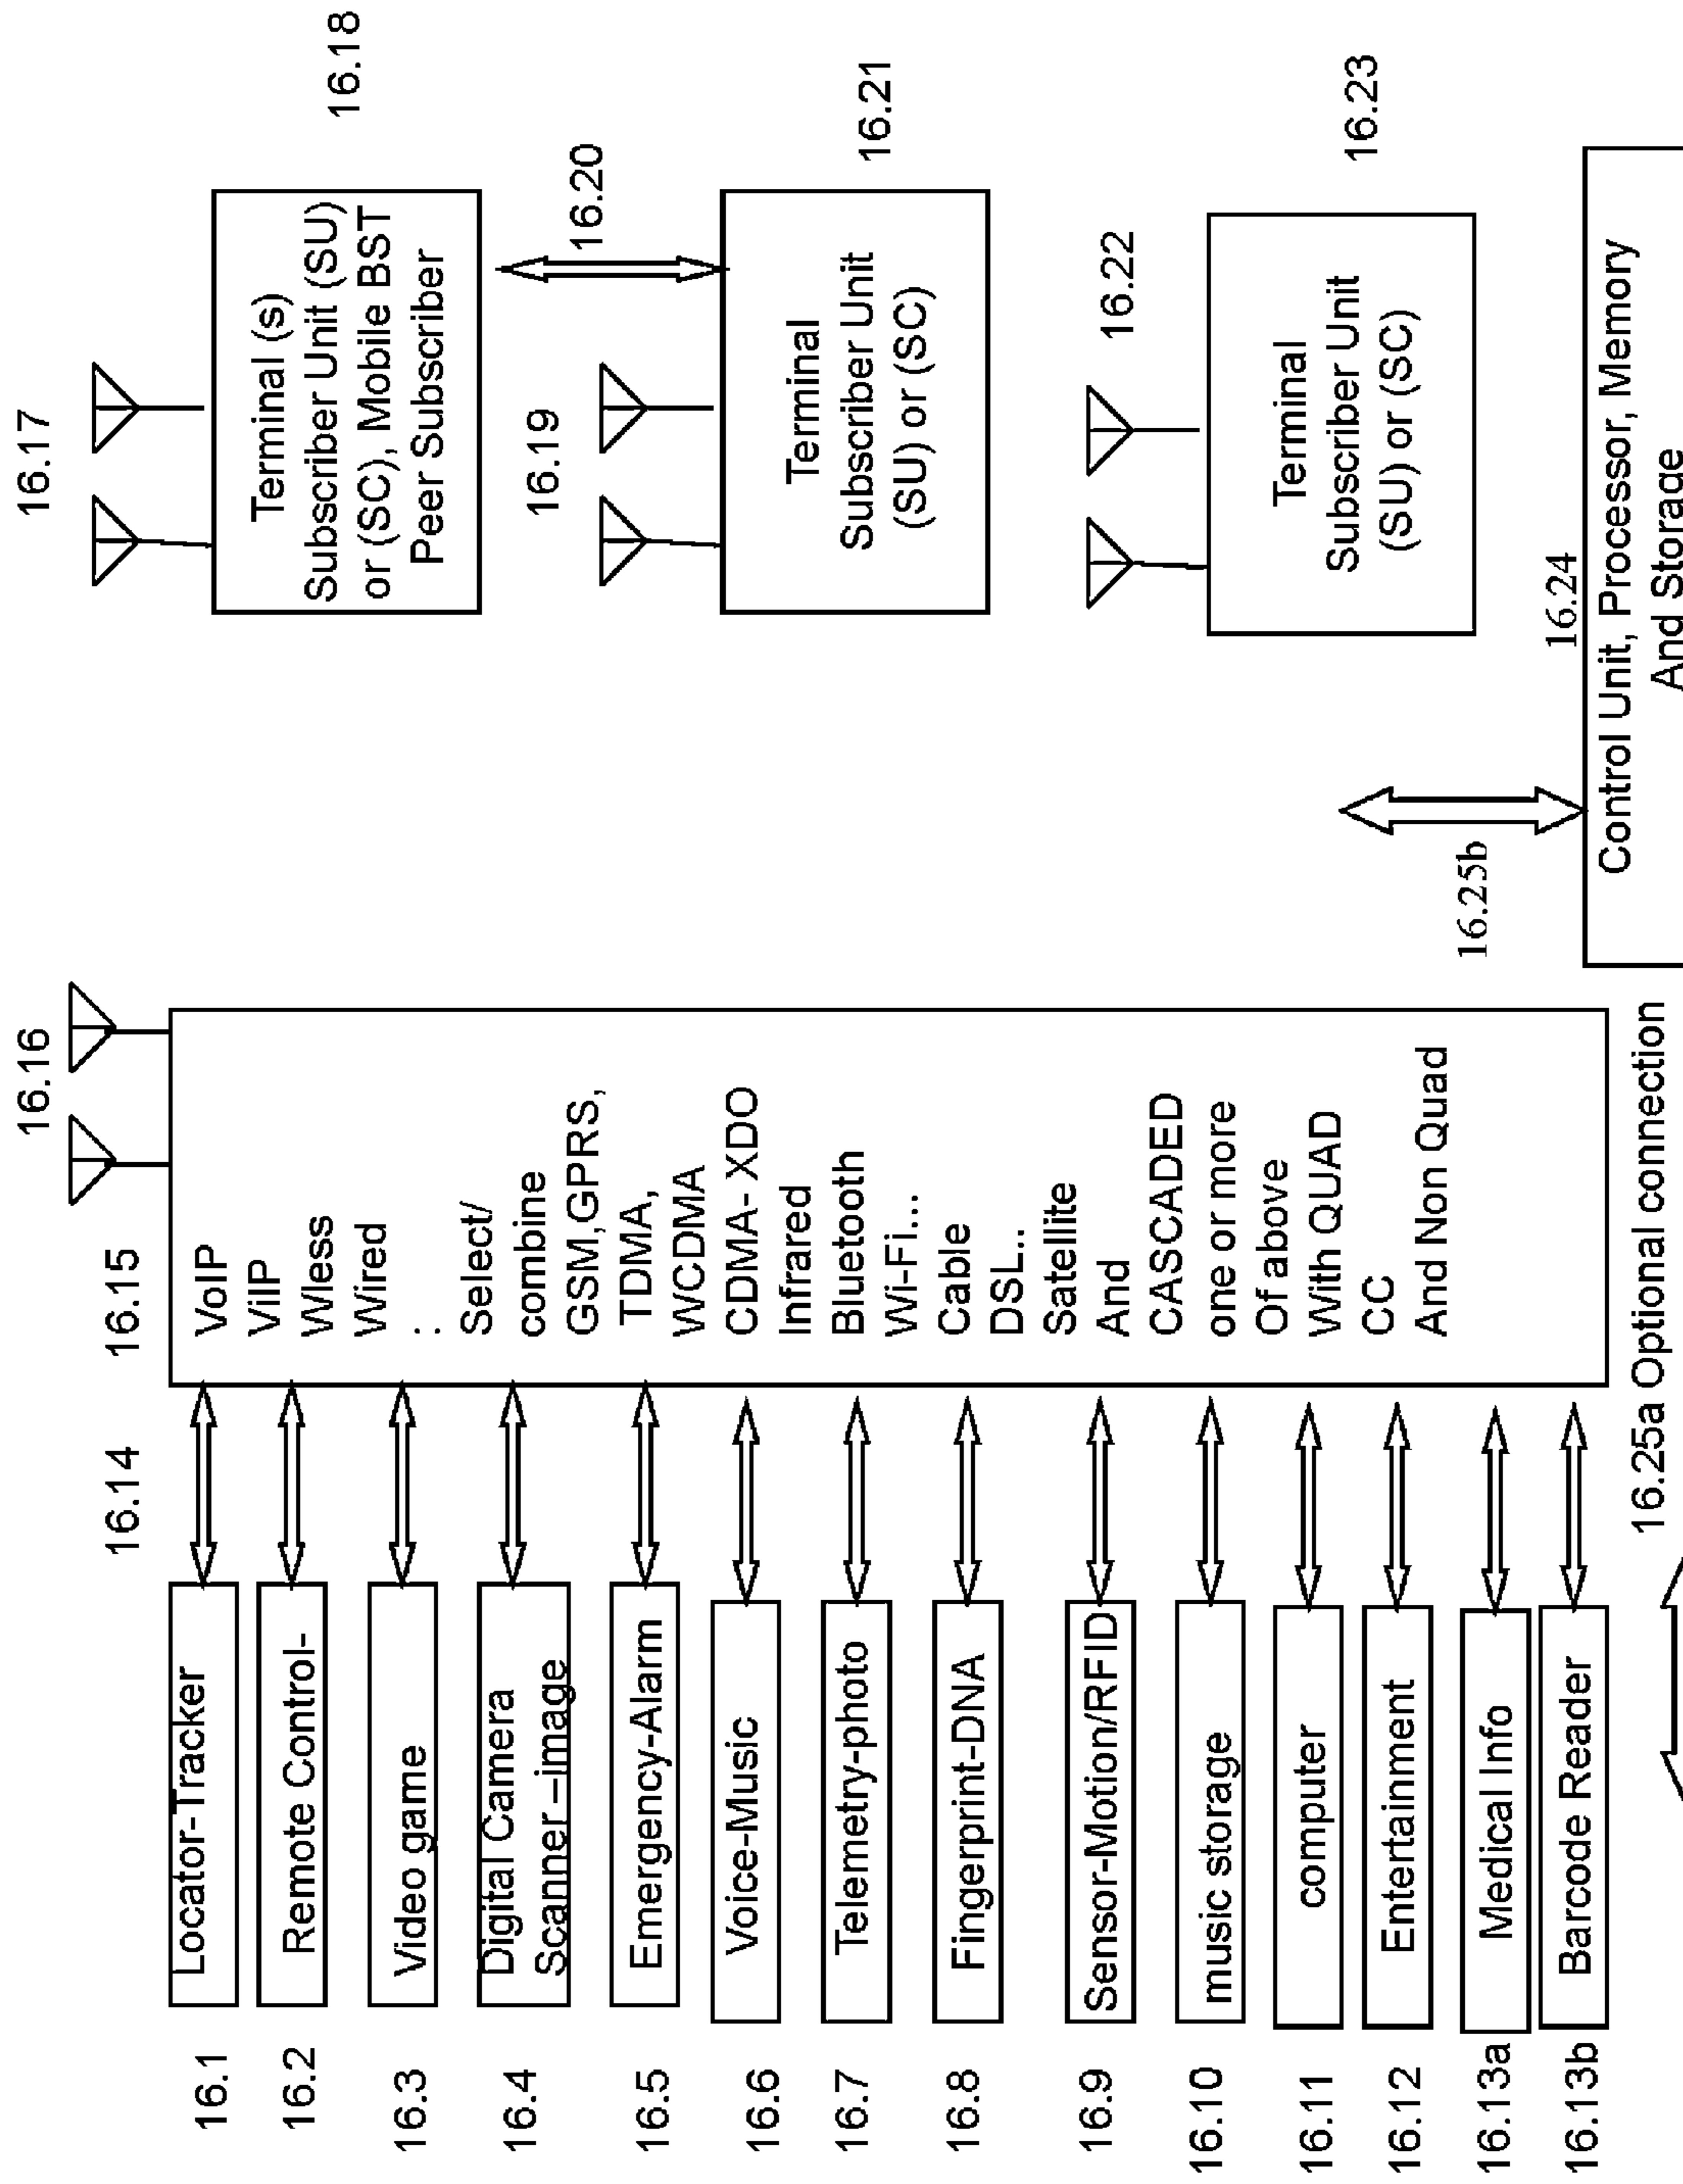 16.1
Locator-Tracker
16.2
Remote Control-
16.3
Video game
16.4
Digital Camera
Scanner –image
16.5
Emergency-Alarm
16.6
Voice-Music
16.7
Telemetry-photo
16.8
Fingerprint-DNA
16.9
Sensor-Motion/RFID
16.10
music storage
16.11
computer
16.12
Entertainment
16.13a
Medical Info
16.13b
Barcode Reader
16.14
16.15
16.16
VoIP
ViIP
Wless
Wired
:
Select/
combine
GSM,GPRS,
TDMA,
WCDMA
CDMA- XDO
Infrared
Bluetooth
Wi-Fi...
Cable
DSL..
Satellite
And
CASCADED
one or more
Of above
With QUAD
CC
And Non Quad
16.25a Optional connection
16.17
Terminal (s)
Subscriber Unit (SU)
or (SC), Mobile BST
Peer Subscriber
16.18
16.19
16.20
Terminal
Subscriber Unit
(SU) or (SC)
16.21
16.22
Terminal
Subscriber Unit
(SU) or (SC)
16.23
16.25b
16.24
Control Unit, Processor, Memory
And Storage